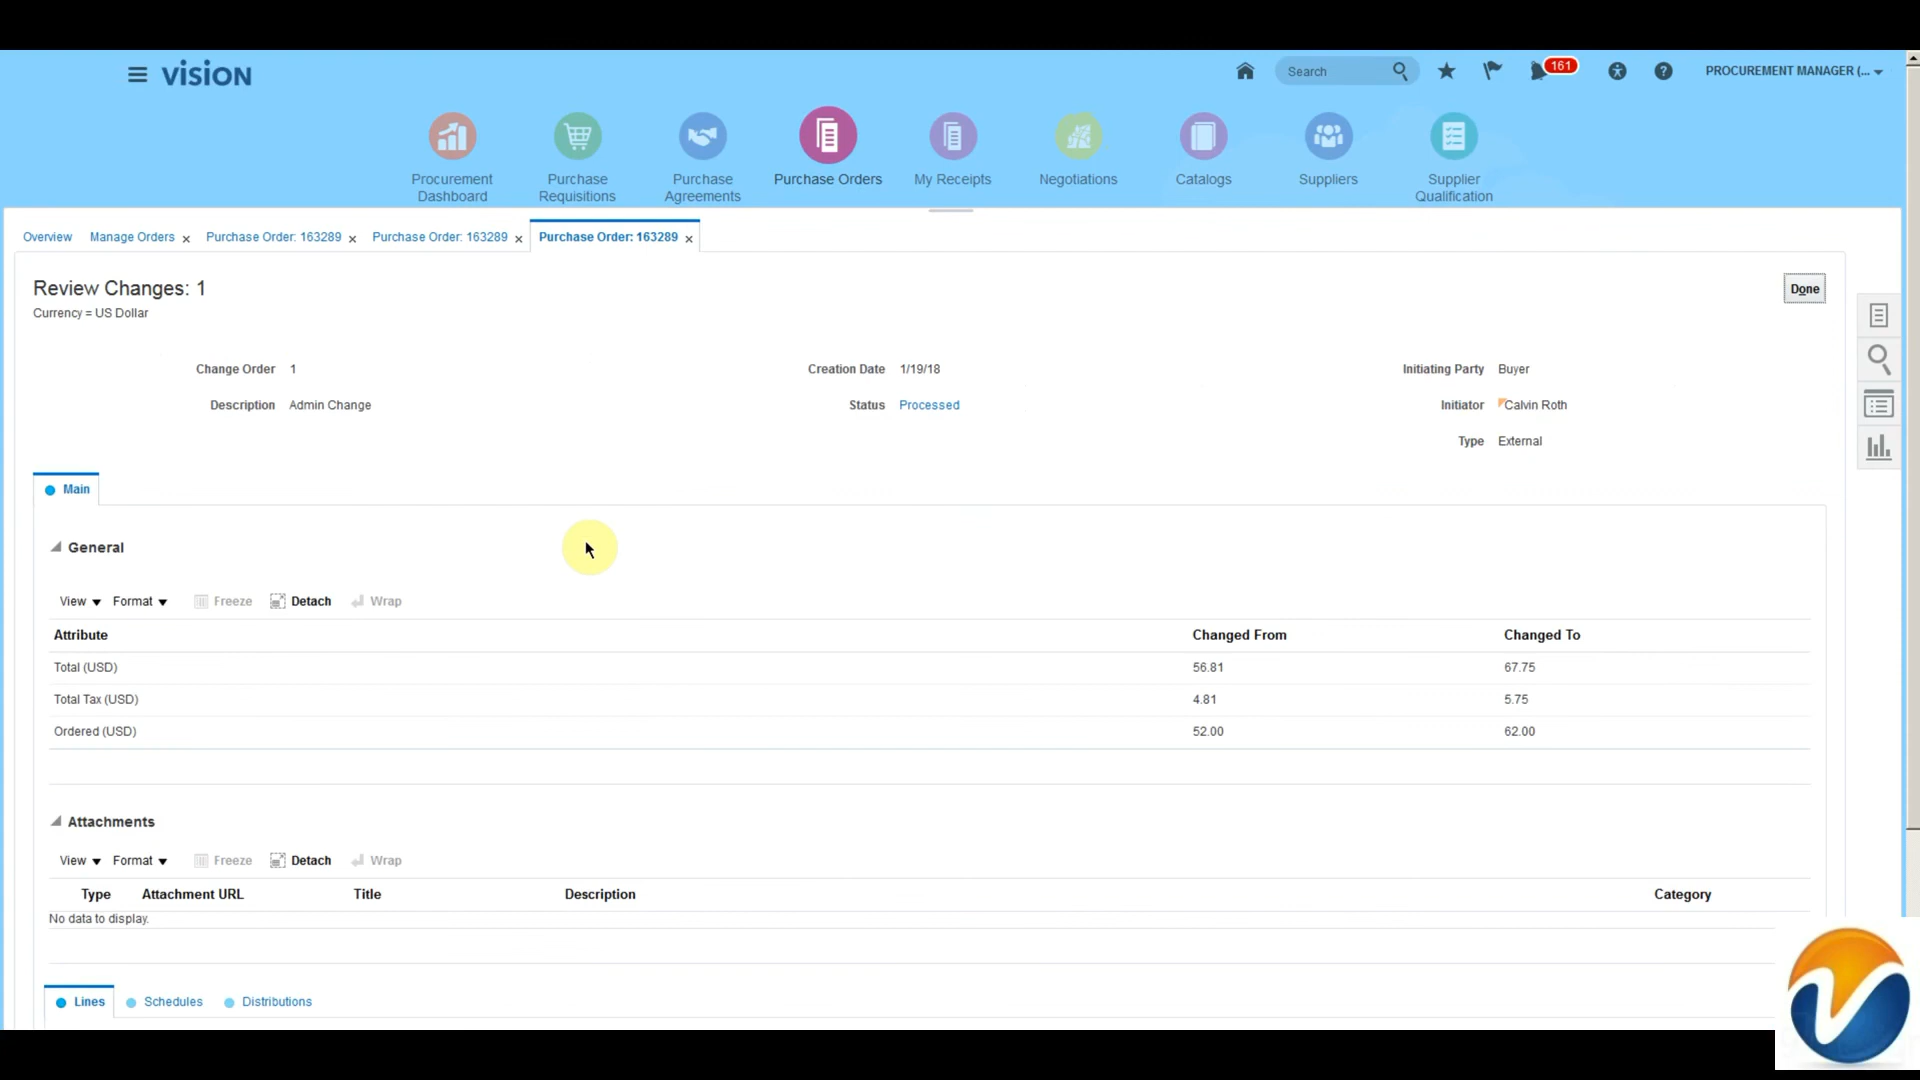 VISION
Search
161
PROCUREMENT MANAGER (...
Procurement
Dashboard
Purchase
Requisitions
Purchase
Agreements
Purchase Orders
My Receipts
Negotiations
Catalogs
Suppliers
Supplier
Qualification
Overview Manage Orders Purchase Order: 163289 Purchase Order: 163289 Purchase Order: 163289
Review Changes: 1
Done
Currency = US Dollar
Change Order 1 Creation Date 1/19/18 Initiating Party Buyer
Description Admin Change Status Processed Initiator Calvin Roth
Type External
Main
General
View Format Freeze Detach Wrap
Attribute Changed From Changed To
Total (USD) 56.81 67.75
Total Tax (USD) 4.81 5.75
Ordered (USD) 52.00 62.00
Attachments
View Format Freeze Detach Wrap
Type Attachment URL Title Description Category
No data to display.
Lines Schedules Distributions